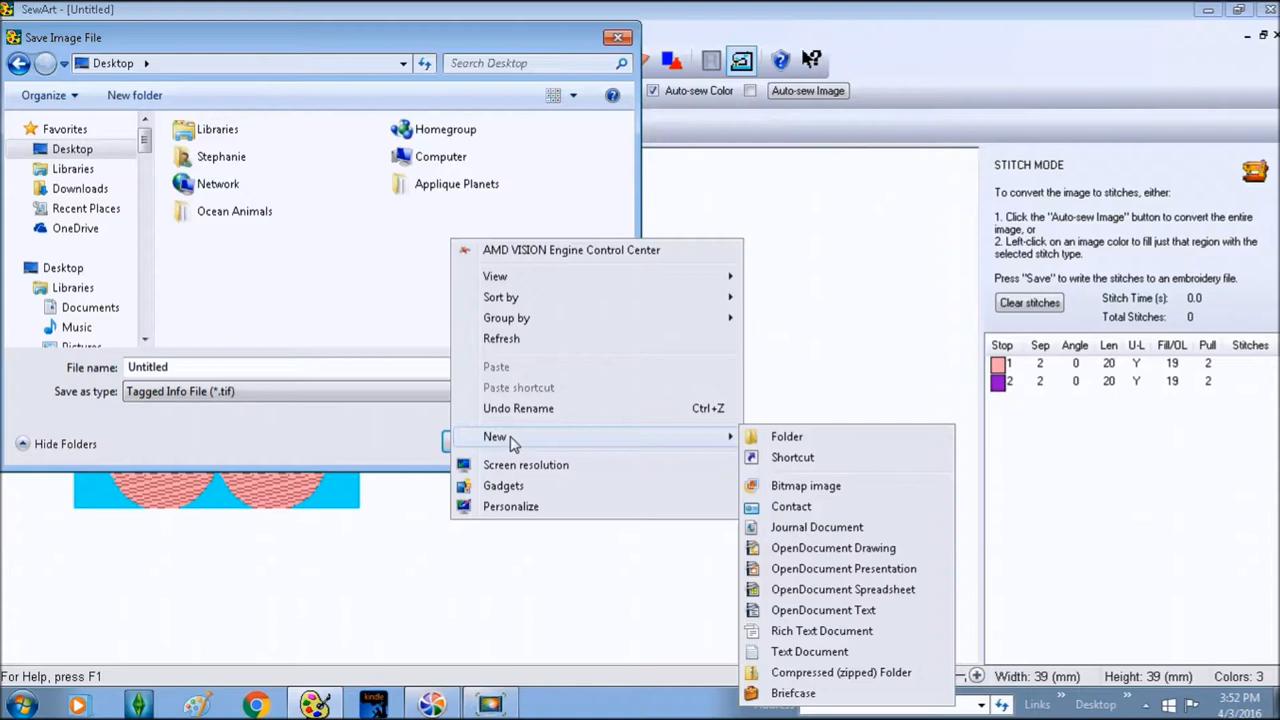 SewArt - [Untitled]
Save Image File
Desktop
Search Desktop
Organize
New folder
Auto-sew Color
Auto-sew Image
Favorites
Desktop
Libraries
Downloads
Recent Places
OneDrive
Desktop
Libraries
Documents
Music
Libraries
Homegroup
Stephanie
Computer
Network
Applique Planets
Ocean Animals
File name: Untitled
Save as type: Tagged Info File (*.tif)
Hide Folders
AMD VISION Engine Control Center
View
Sort by
Group by
Refresh
Paste
Paste shortcut
Undo Rename Ctrl+Z
New
Screen resolution
Gadgets
Personalize
Folder
Shortcut
Bitmap image
Contact
Journal Document
OpenDocument Drawing
OpenDocument Presentation
OpenDocument Spreadsheet
OpenDocument Text
Rich Text Document
Text Document
Compressed (zipped) Folder
Briefcase
STITCH MODE
To convert the image to stitches, either:
1. Click the "Auto-sew Image" button to convert the entire
image, or
2. Left-click on an image color to fill just that region with the
selected stitch type.
Press "Save" to write the stitches to an embroidery file.
Clear stitches
Stitch Time (s): 0.0
Total Stitches: 0
Stop Sep Angle Len U-L Fill/OL Pull Stitches
1 2 0 20 Y 19 2
2 2 0 20 Y 19 2
For Help, press F1
Width: 39 (mm)
Height: 39 (mm)
Colors: 3
kindle
Links
Desktop
3:52 PM
4/3/2016